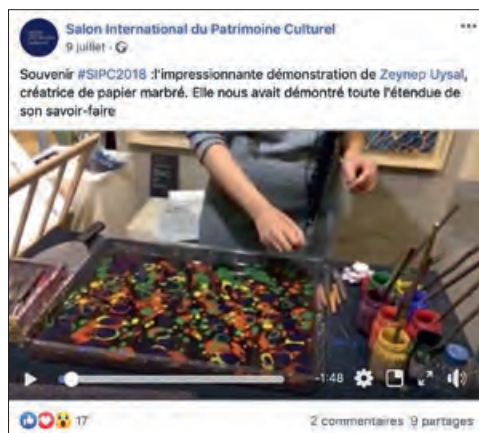 Salon International du Patrimoine Culturel
9 juillet
Souvenir #SIPC2018 :l'impressionnante démonstration de Zeynep Uysal,
créatrice de papier marbré. Elle nous avait démontré toute l'étendue de
son savoir-faire
-1:48
17
2 commentaires 9 partages